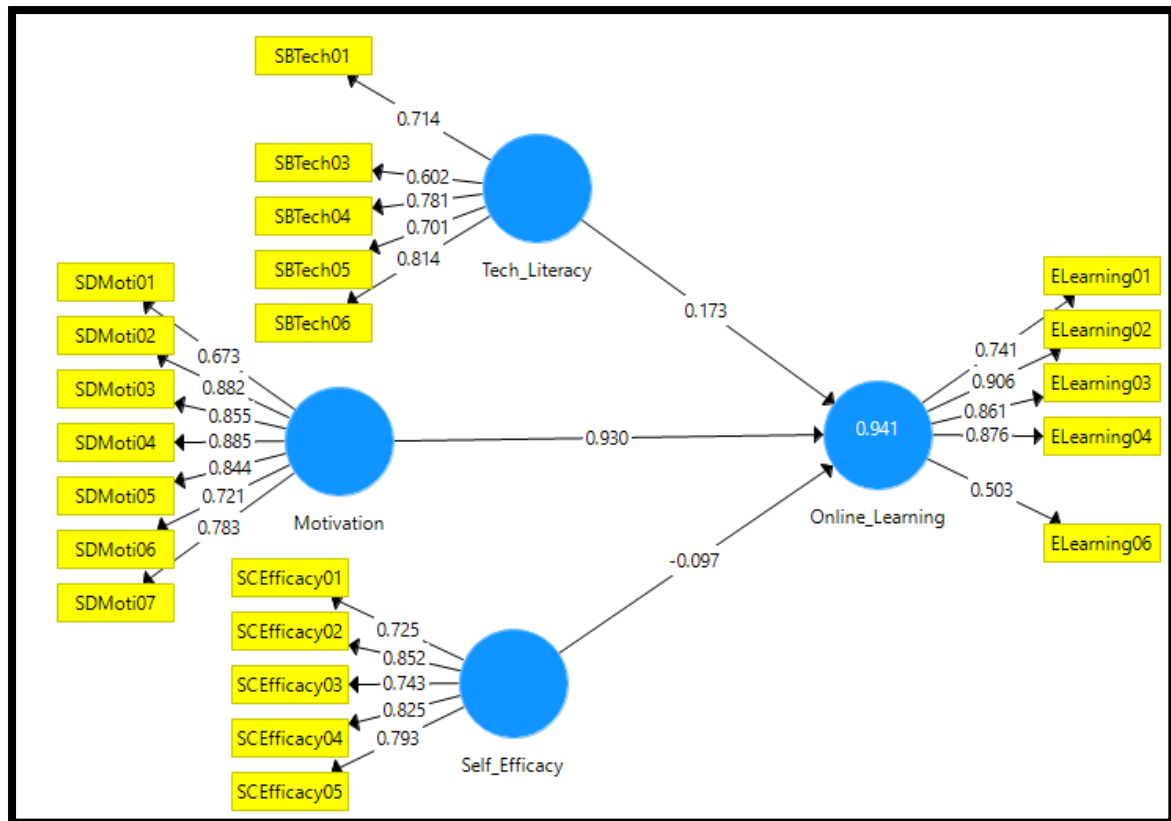 SBTech01
0.714
SBTech03
0.602
SBTech04
0.781
SBTech05
0.701
SBTech06
0.814
Tech_Literacy
0.173
SDMoti01
0.673
SDMoti02
0.882
SDMoti03
0.855
SDMoti04
0.885
SDMoti05
0.844
SDMoti06
0.721
SDMoti07
0.783
Motivation
0.930
SCEfficacy01
0.725
SCEfficacy02
0.852
SCEfficacy03
0.743
SCEfficacy04
0.825
SCEfficacy05
0.793
Self_Efficacy
-0.097
0.941
Online_Learning
ELearning01
0.741
ELearning02
0.906
ELearning03
0.861
ELearning04
0.876
ELearning06
0.503